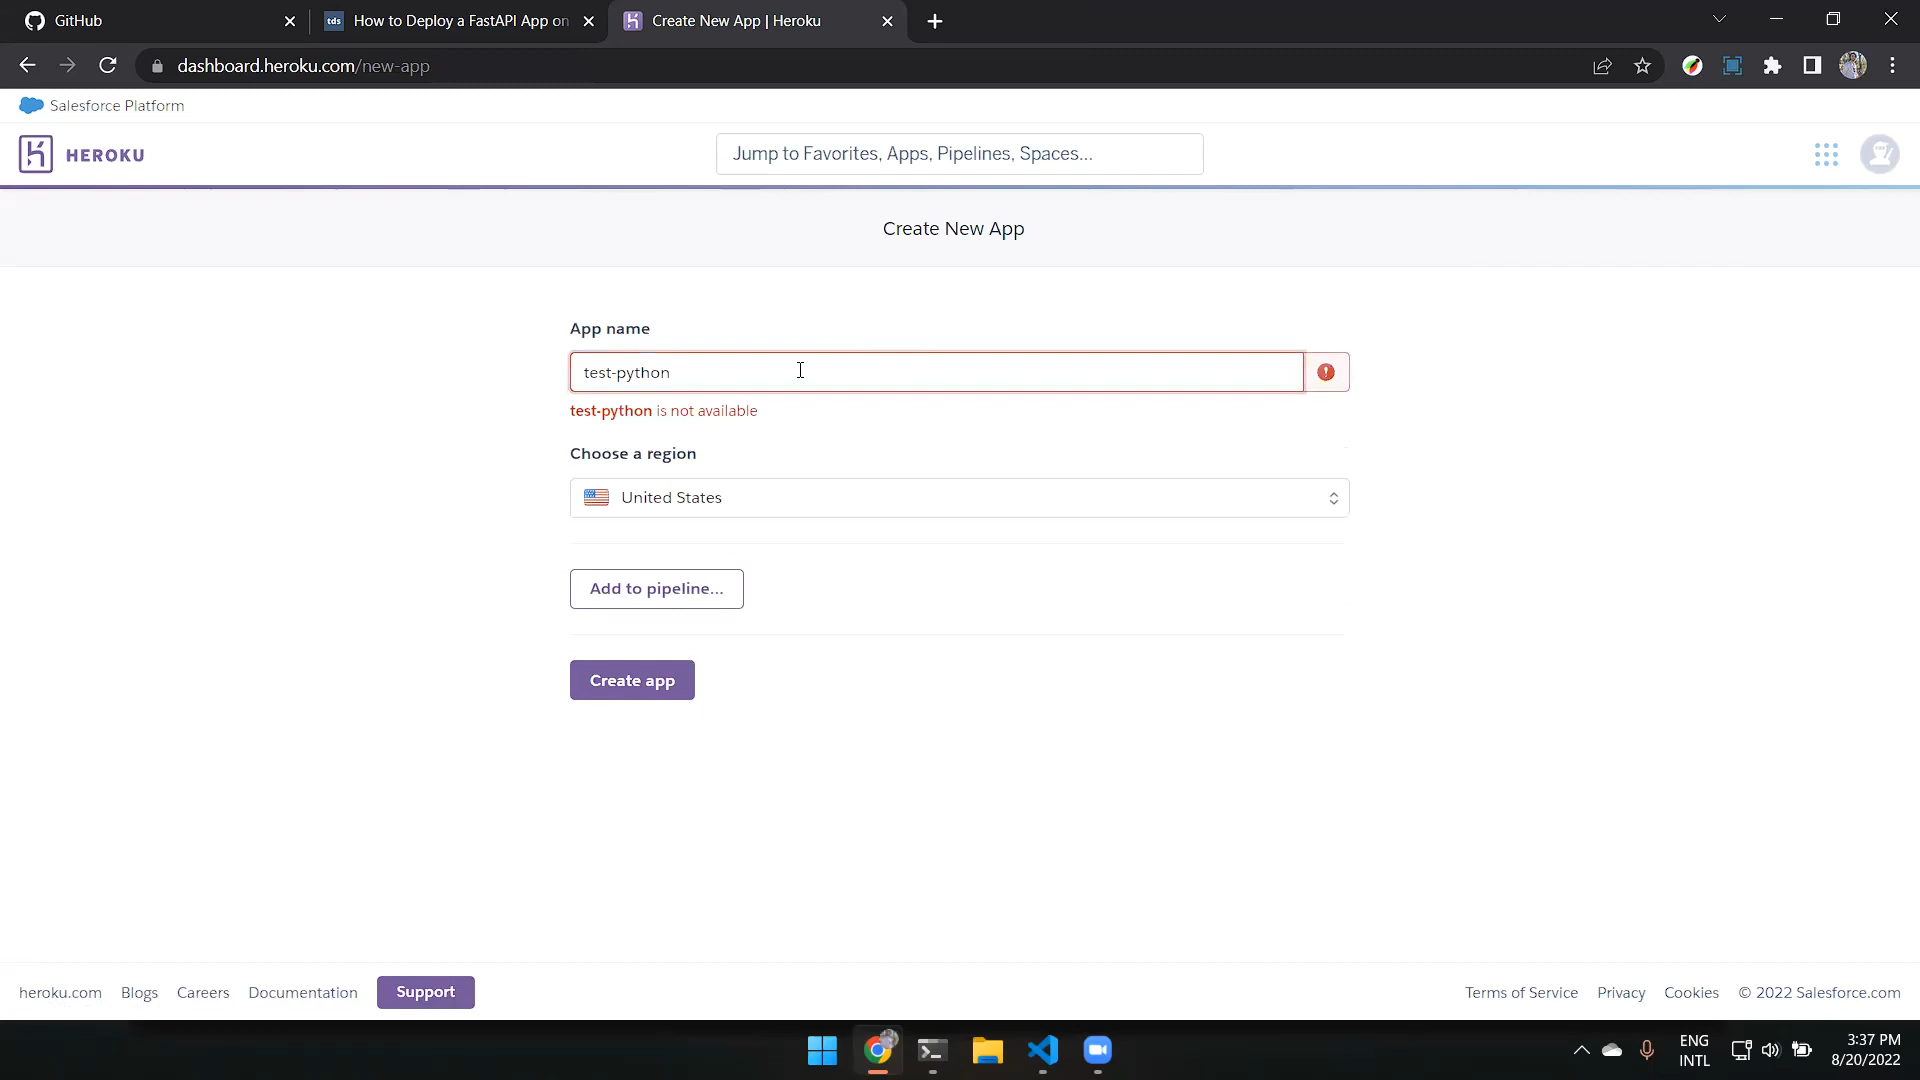 GitHub
tds
How to Deploy a FastAPI App on
Create New App | Heroku
dashboard.heroku.com/new-app
Salesforce Platform
HEROKU
Jump to Favorites, Apps, Pipelines, Spaces...
Create New App
App name
test-python
test-python is not available
Choose a region
United States
Add to pipeline...
Create app
heroku.com
Blogs
Careers
Documentation
Support
Terms of Service
Privacy
Cookies
© 2022 Salesforce.com
ENG
INTL
3:37 PM
8/20/2022